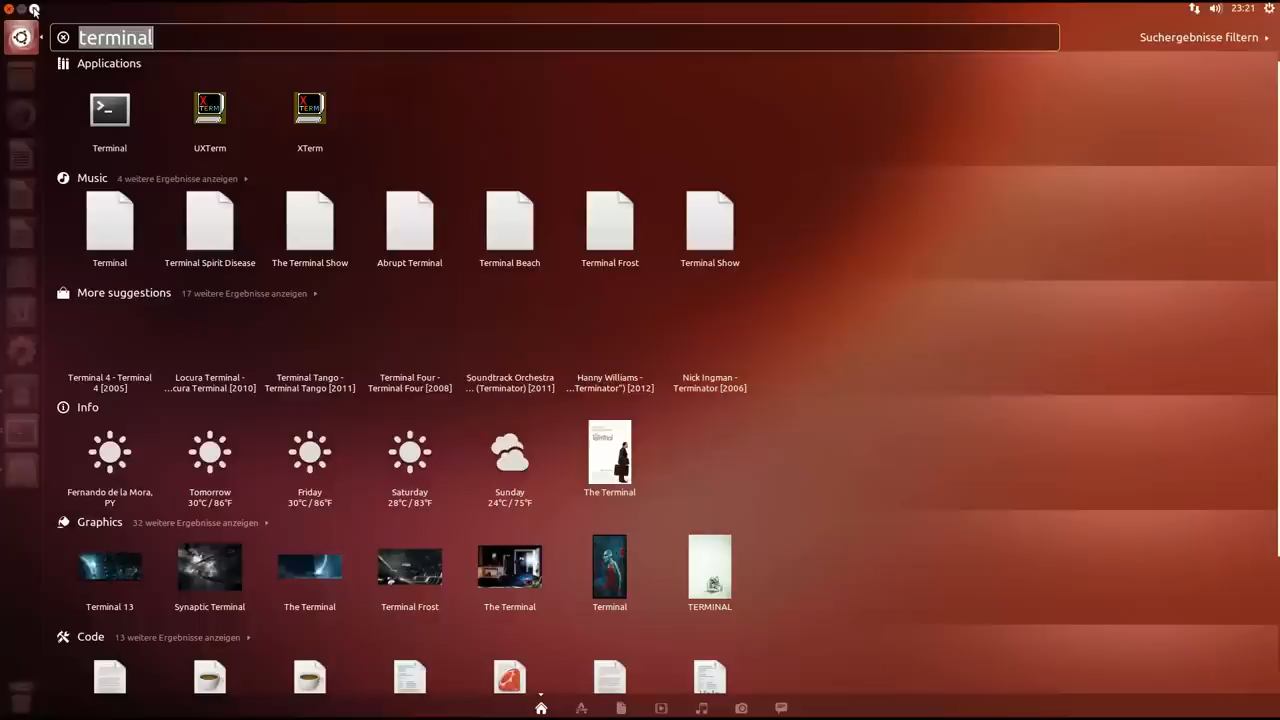 23:21
terminal
Suchergebnisse filtern
Applications
Terminal
UXTerm
XTerm
Music 4 weitere Ergebnisse anzeigen
Terminal
Terminal Spirit Disease
The Terminal Show
Abrupt Terminal
Terminal Beach
Terminal Frost
Terminal Show
More suggestions 17 weitere Ergebnisse anzeigen
Terminal 4 - Terminal
4 [2005]
Locura Terminal -
...cura Terminal [2010]
Terminal Tango -
Terminal Tango [2011]
Terminal Four -
Terminal Four [2008]
Soundtrack Orchestra
... (Terminator) [2011]
Hanny Williams -
..."Terminator") [2012]
Nick Ingman -
Terminator [2006]
Info
Fernando de la Mora,
PY
Tomorrow
30°C / 86°F
Friday
30°C / 86°F
Saturday
28°C / 83°F
Sunday
24°C / 75°F
The Terminal
Graphics 32 weitere Ergebnisse anzeigen
Terminal 13
Synaptic Terminal
The Terminal
Terminal Frost
The Terminal
Terminal
TERMINAL
Code 13 weitere Ergebnisse anzeigen